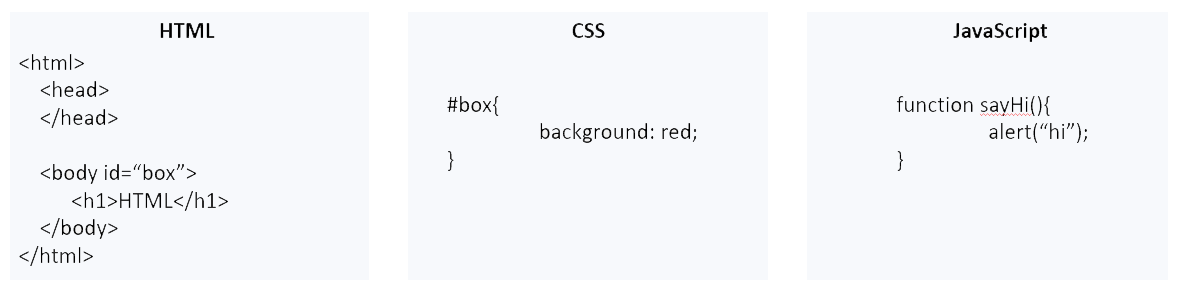 HTML
<html>
<head>
</head>
<body id=“box”>
<h1>HTML</h1>
</body>
</html>
CSS
#box{
background: red;
}
JavaScript
function sayHi(){
alert(“hi”);
}